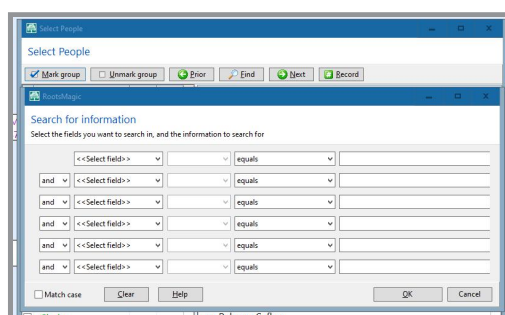 Select People
Select People
Mark group Unmark group Prior Find Next Record
RootsMagic
Search for information
Select the fields you want to search in, and the information to search for
<<Select field>> equals
and <<Select field>> equals
and <<Select field>> equals
and <<Select field>> equals
and <<Select field>> equals
and <<Select field>> equals
Match case Clear Help OK Cancel